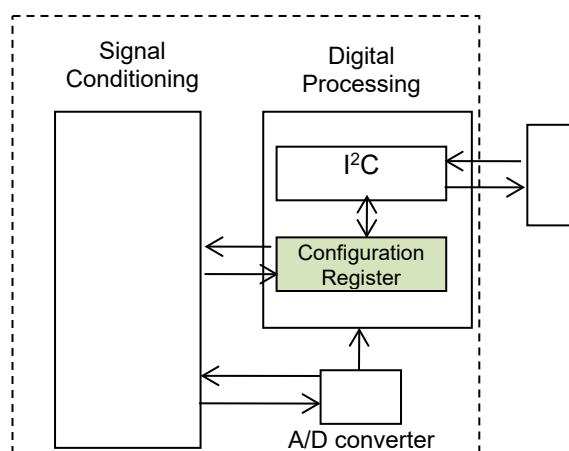 Signal
Conditioning
Digital
Processing
I²C
Configuration
Register
A/D converter